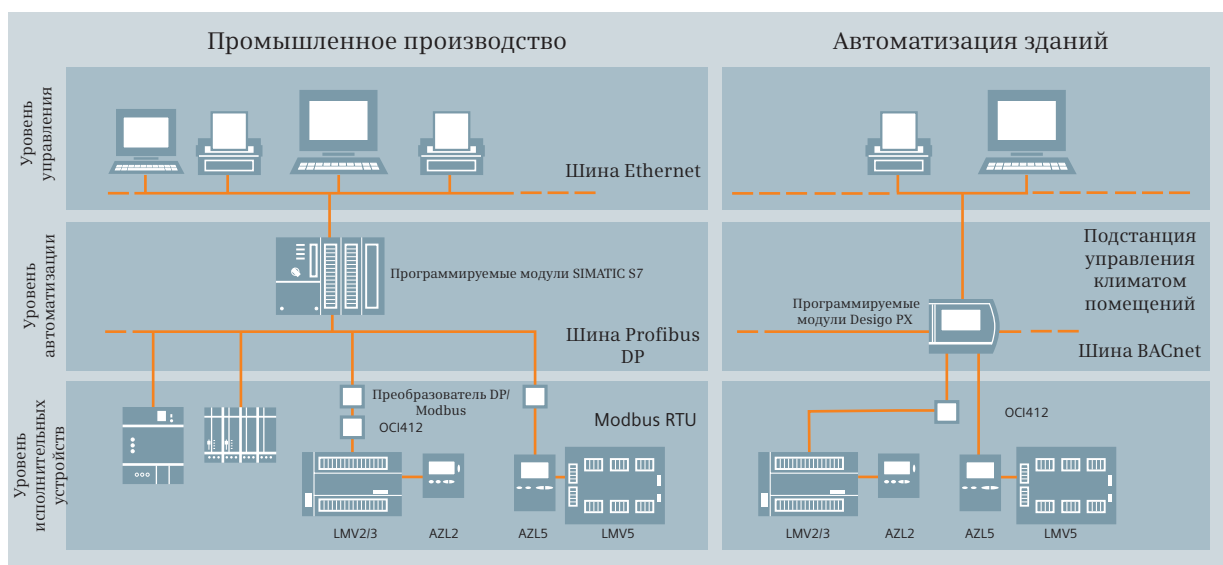 Промышленное производство
Автоматизация зданий
Уровень
управления
Шина Ethernet
Уровень
автоматизации
Программируемые модули SIMATIC S7
Шина Profibus
DP
Подстанция
управления
климатом
помещений
Программируемые
модули Desigo PX
Шина BACnet
Уровень
исполнительных
устройств
Преобразователь DP/
Modbus
OCI412
Modbus RTU
LMV2/3
AZL2
AZL5
LMV5
OCI412
LMV2/3
AZL2
AZL5
LMV5